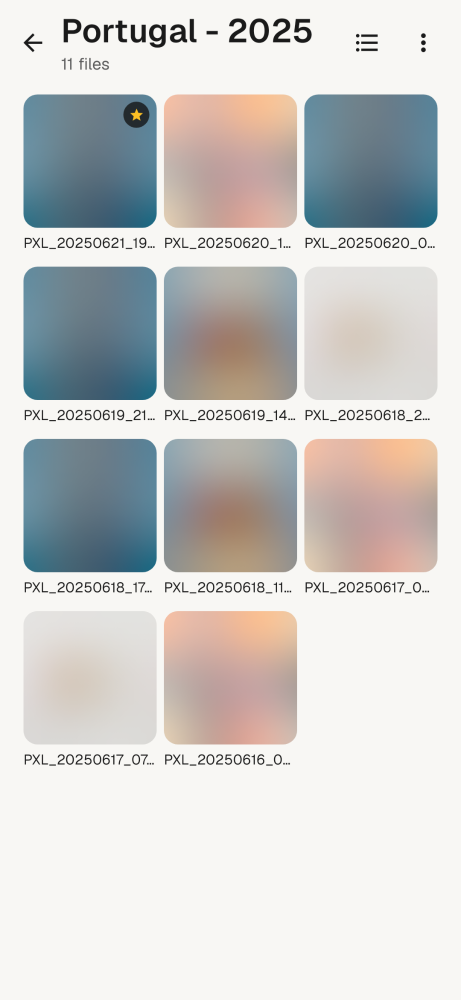 Portugal - 2025
11 files
PXL_20250621_19...
PXL_20250620_1...
PXL_20250620_0...
PXL_20250619_21...
PXL_20250619_14...
PXL_20250618_2...
PXL_20250618_17...
PXL_20250618_11...
PXL_20250617_0...
PXL_20250617_07...
PXL_20250616_0...